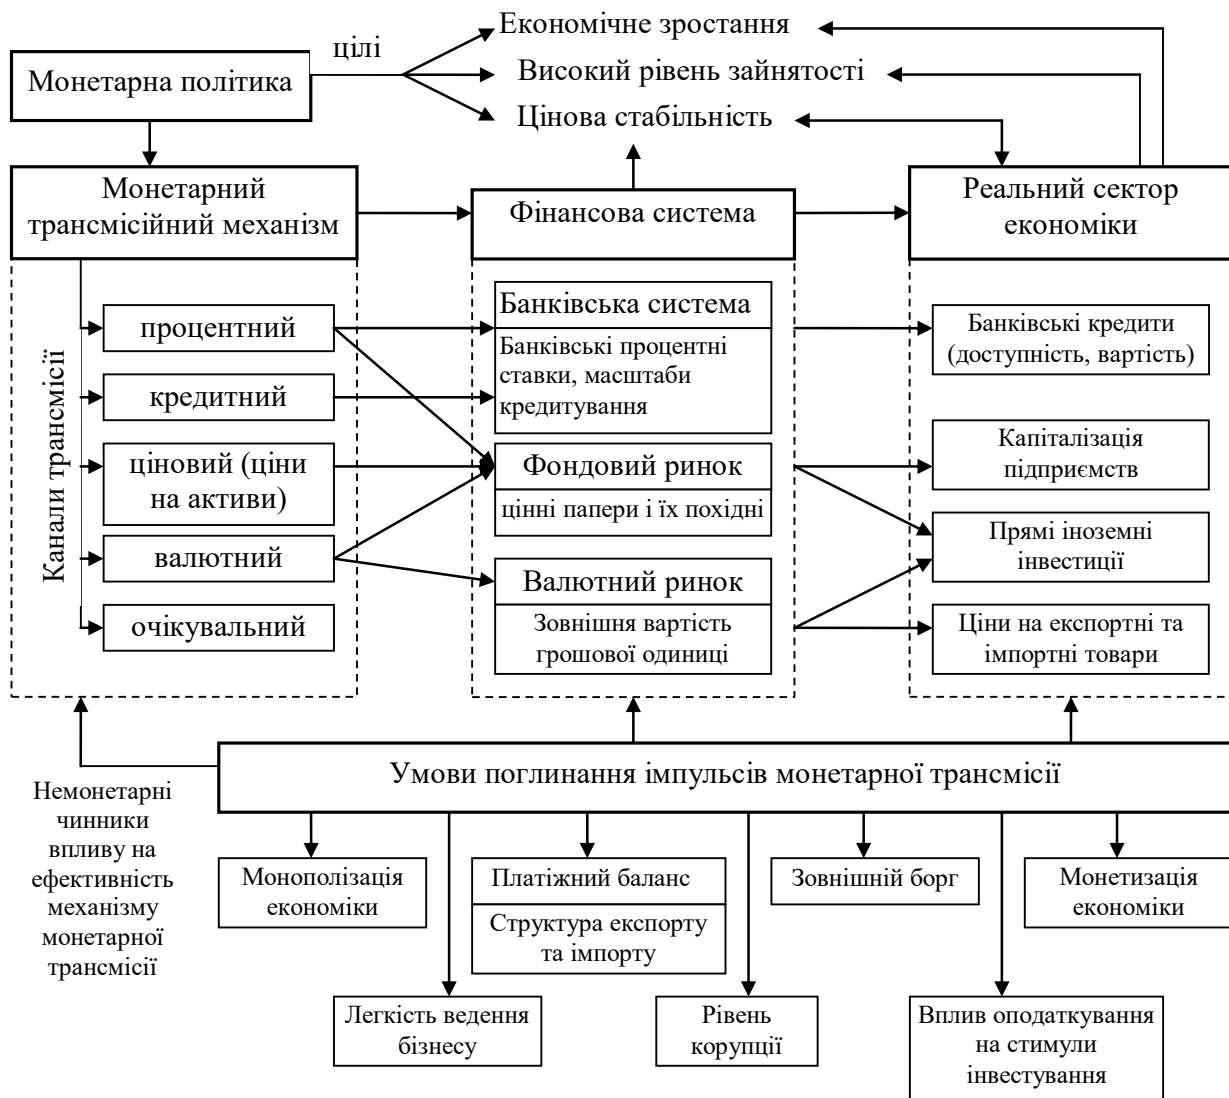 Економічне зростання
цілі
Монетарна політика
Високий рівень зайнятості
Цінова стабільність
Монетарний
трансмісійний механізм
Фінансова система
Реальний сектор
економіки
Канали трансмісії
процентний
кредитний
ціновий (ціни
на активи)
валютний
очікувальний
Банківська система
Банківські процентні
ставки, масштаби
кредитування
Фондовий ринок
цінні папери і їх похідні
Валютний ринок
Зовнішня вартість
грошової одиниці
Банківські кредити
(доступність, вартість)
Капіталізація
підприємств
Прямі іноземні
інвестиції
Ціни на експортні та
імпортні товари
Умови поглинання імпульсів монетарної трансмісії
Немонетарні
чинники
впливу на
ефективність
механізму
монетарної
трансмісії
Монополізація
економіки
Платіжний баланс
Структура експорту
та імпорту
Зовнішній борг
Монетизація
економіки
Легкість ведення
бізнесу
Рівень
корупції
Вплив оподаткування
на стимули
інвестування